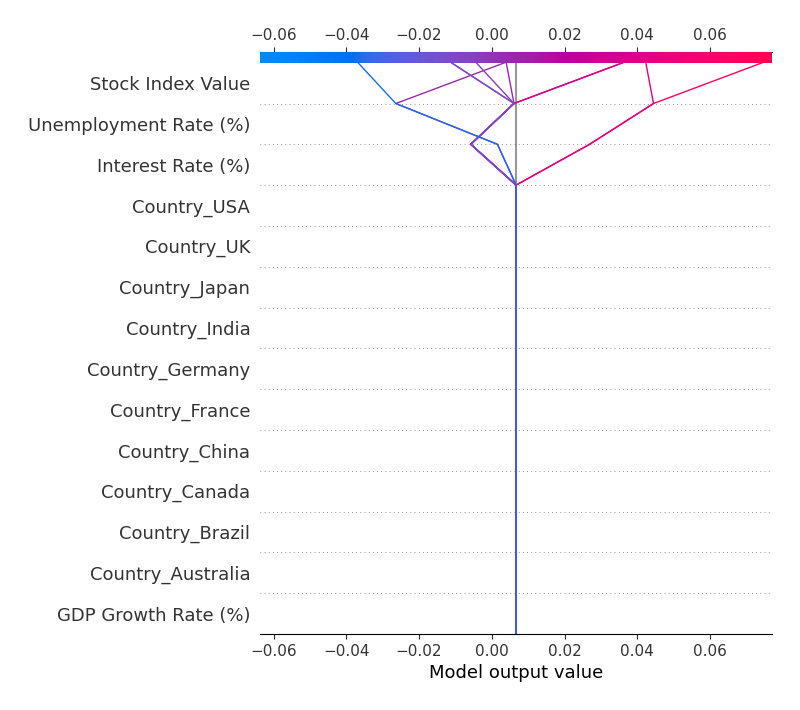 −0.06 −0.04 −0.02 0.00 0.02 0.04 0.06
Stock Index Value
Unemployment Rate (%)
Interest Rate (%)
Country_USA
Country_UK
Country_Japan
Country_India
Country_Germany
Country_France
Country_China
Country_Canada
Country_Brazil
Country_Australia
GDP Growth Rate (%)
−0.06 −0.04 −0.02 0.00 0.02 0.04 0.06
Model output value